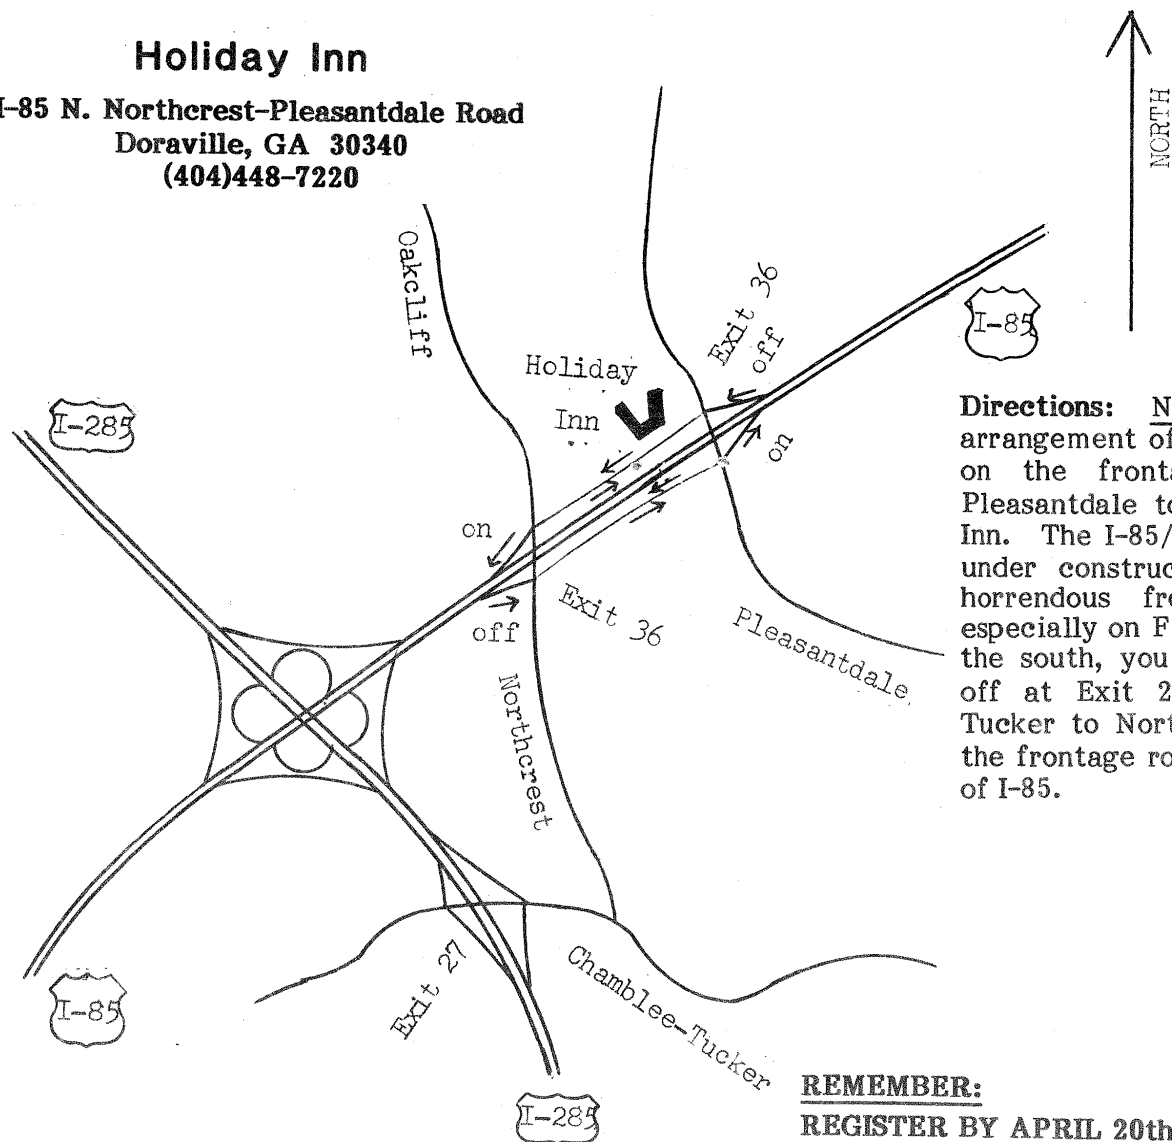 Holiday Inn
I-85 N. Northcrest-Pleasantdale Road
Doraville, GA 30340
(404)448-7220
NORTH
Oakcliff
Exit 36
off
I-85
Holiday
Inn
on
I-285
on
off
Exit 36
Pleasantdale
Northcrest
Directions: N
arrangement of
on the fronta
Pleasantdale to
Inn. The I-85/
under construc
horrendous fre
especially on F
the south, you
off at Exit 2
Tucker to Nort
the frontage ro
of I-85.
Exit 27
Chamblee-Tucker
I-85
I-285
REMEMBER:
REGISTER BY APRIL 20th